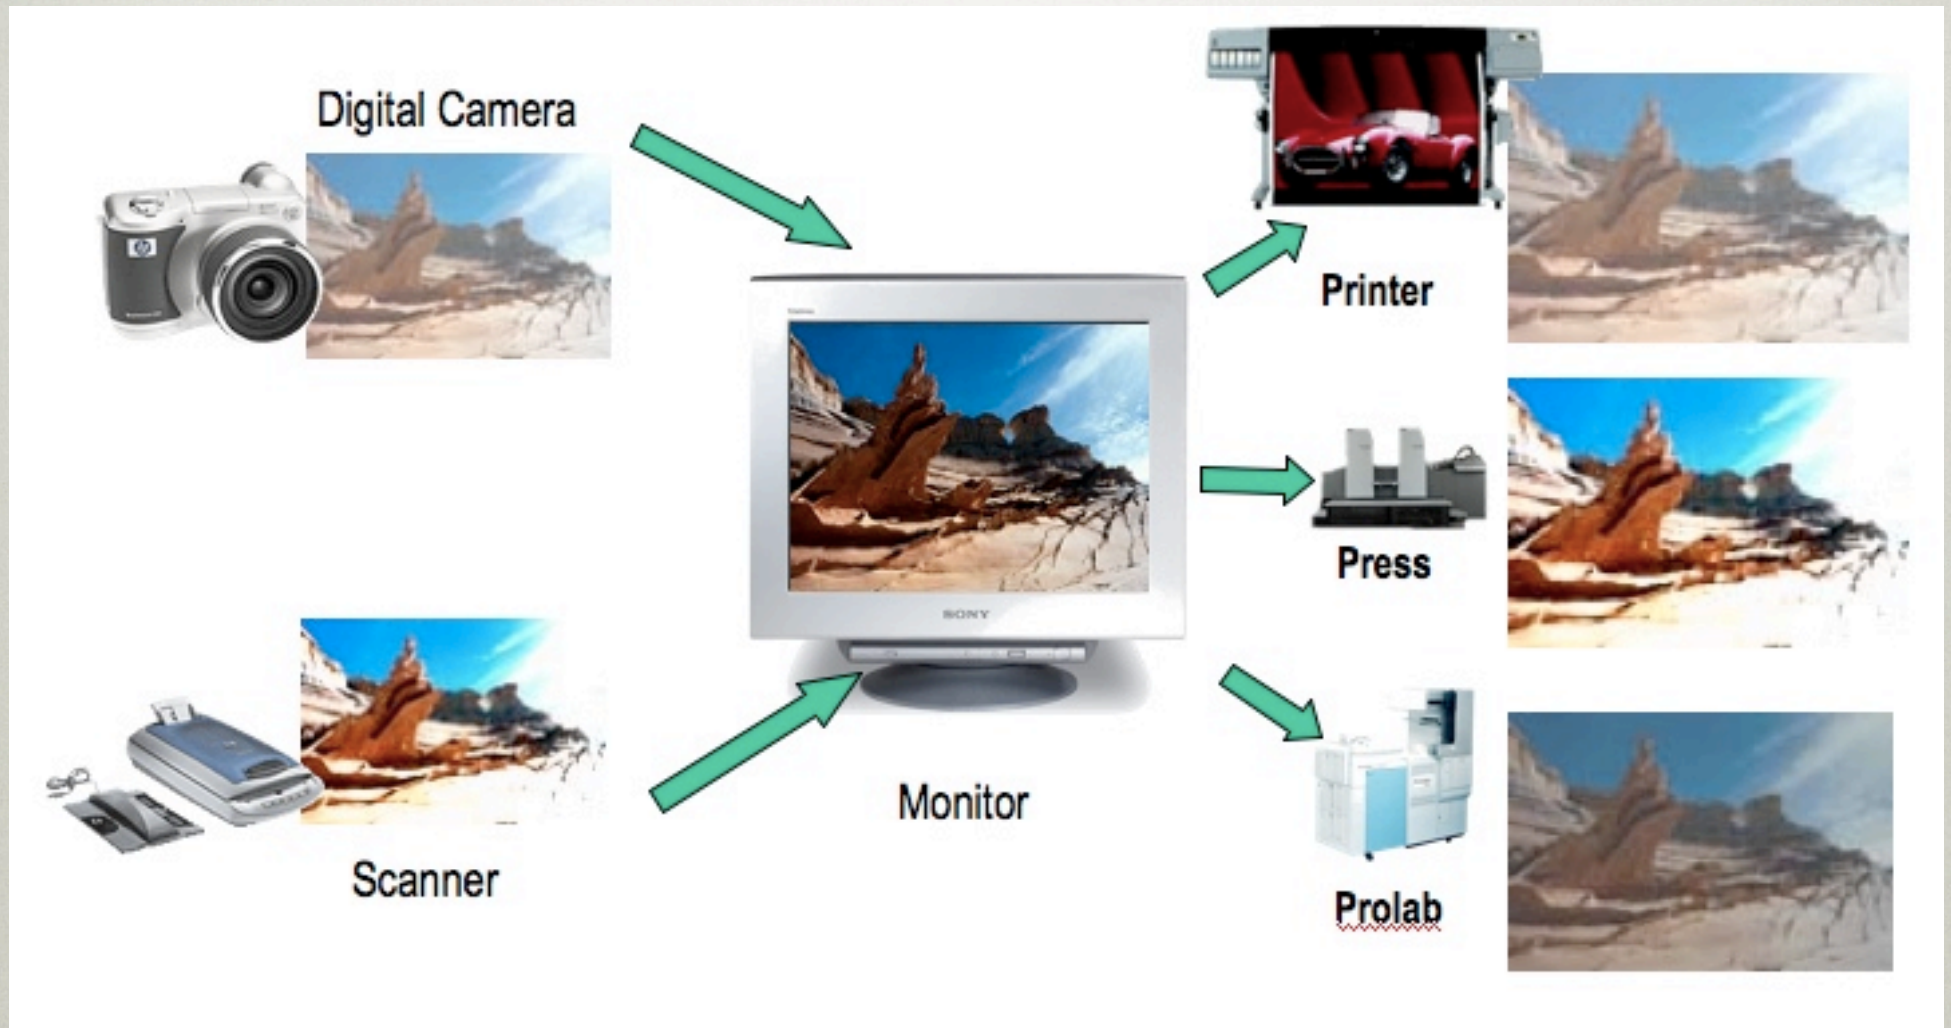 Digital Camera
Printer
SONY
Press
Monitor
Scanner
Prolab